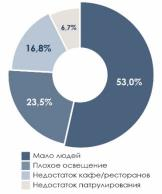 6,7%
16,8%
53,0%
23,5%
Мало людей
Плохое освещение
Недостаток кафе/ресторанов
Недостаток патрулирования